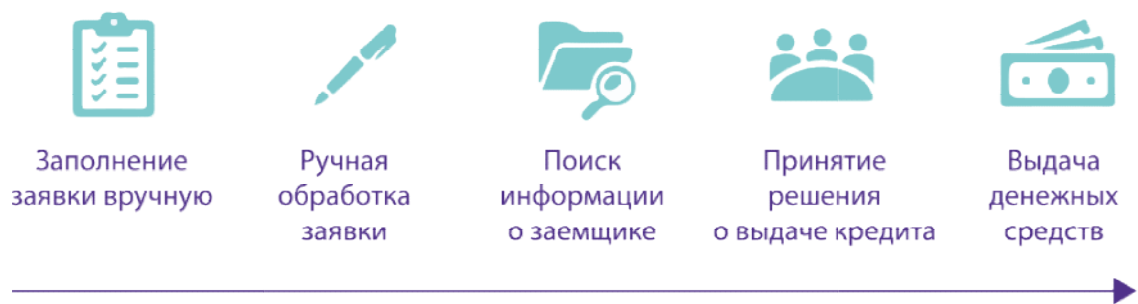 Заполнение
заявки вручную
Ручная
обработка
заявки
Поиск
информации
о заемщике
Принятие
решения
о выдаче кредита
Выдача
денежных
средств